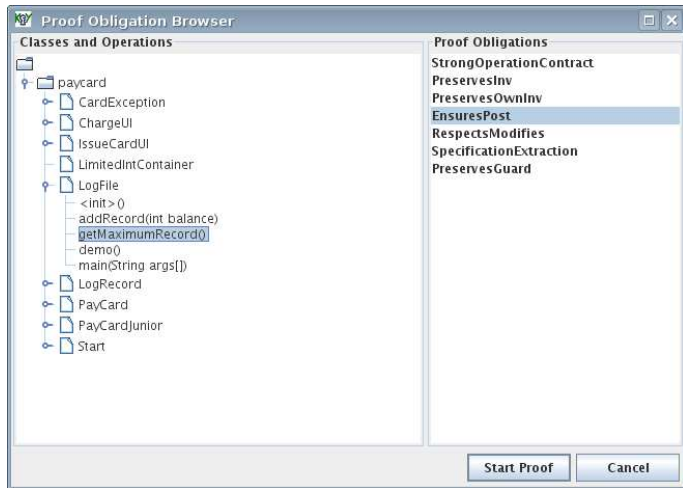 Proof Obligation Browser
Classes and Operations
paycard
CardException
ChargeUI
IssueCardUI
LimitedIntContainer
LogFile
<init>()
addRecord(int balance)
getMaximumRecord()
demo()
main(String args[])
LogRecord
PayCard
PayCardJunior
Start
Proof Obligations
StrongOperationContract
PreservesInv
PreservesOwnInv
EnsuresPost
RespectsModifies
SpecificationExtraction
PreservesGuard
Start Proof
Cancel